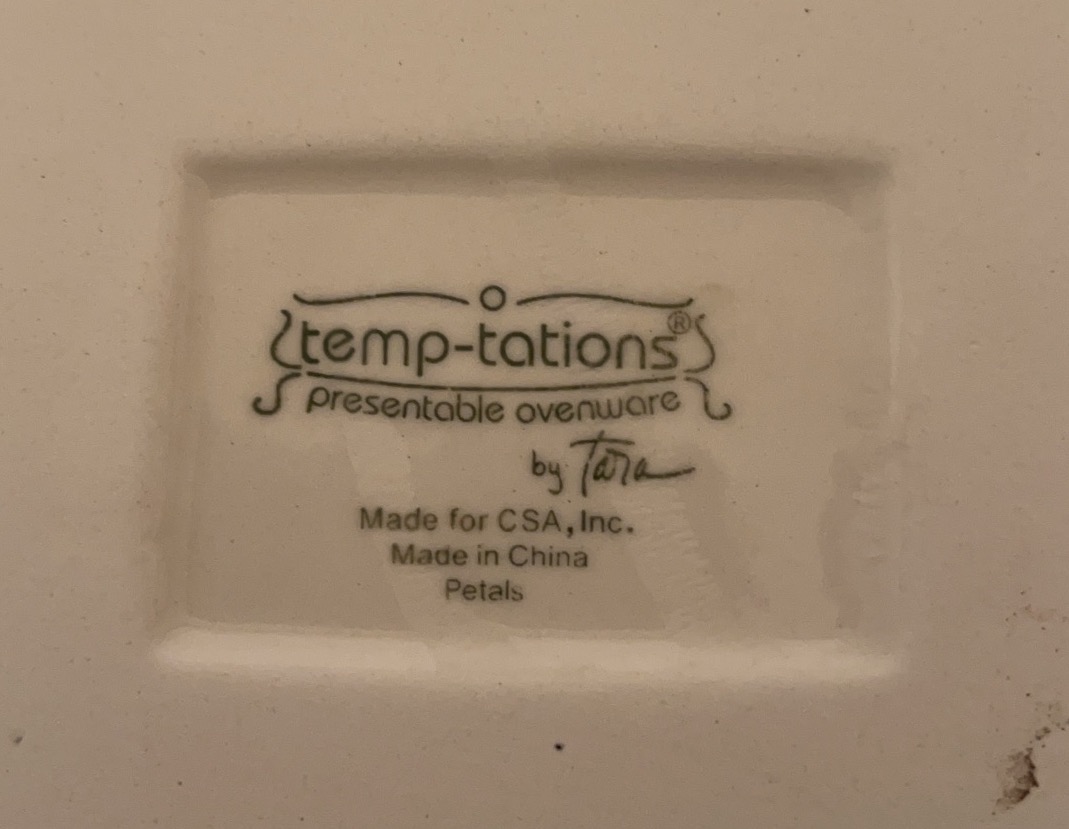 temp-tations®
presentable ovenware
by Tara
Made for CSA, Inc.
Made in China
Petals